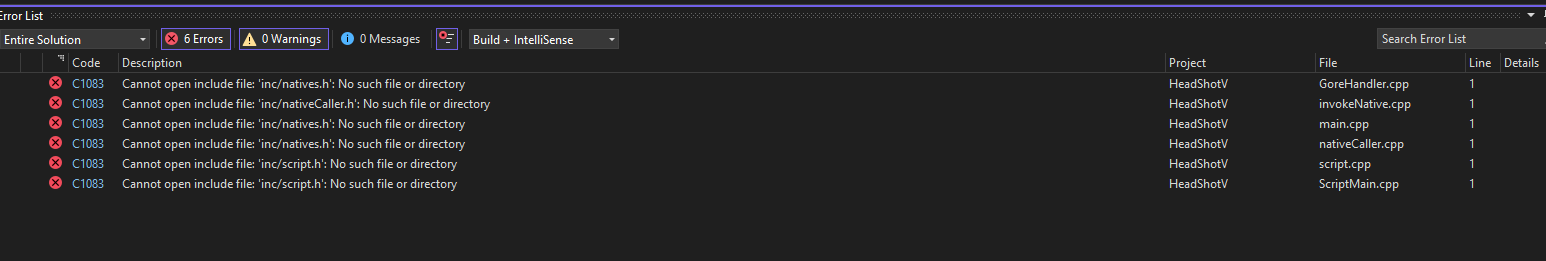 Error List
Entire Solution 6 Errors 0 Warnings 0 Messages Build + IntelliSense Search Error List
Code Description Project File Line Details
C1083 Cannot open include file: 'inc/natives.h': No such file or directory HeadShotV GoreHandler.cpp 1
C1083 Cannot open include file: 'inc/nativeCaller.h': No such file or directory HeadShotV invokeNative.cpp 1
C1083 Cannot open include file: 'inc/natives.h': No such file or directory HeadShotV main.cpp 1
C1083 Cannot open include file: 'inc/natives.h': No such file or directory HeadShotV nativeCaller.cpp 1
C1083 Cannot open include file: 'inc/script.h': No such file or directory HeadShotV script.cpp 1
C1083 Cannot open include file: 'inc/script.h': No such file or directory HeadShotV ScriptMain.cpp 1